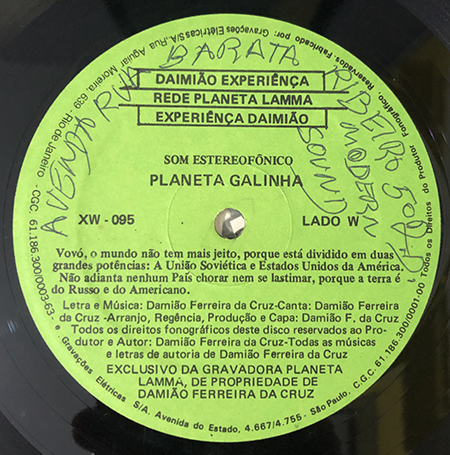 Todos os Direitos do Produtor Fonográfico. Reservados. Fabricado por: Gravações Elétricas S/A, Rua Aguiar Moreira, 639 - Rio de Janeiro - CGC 61.186.300/0003-63 - e Gravações Elétricas S/A. Avenida do Estado, 4.667/4.755 - São Paulo. C.G.C. 61.186.300/0001-00
RUA BARATA
MODERN
SOUND
DAIMIÃO EXPERIÊNÇA
REDE PLANETA LAMMA
EXPERIÊNÇA DAIMIÃO
SOM ESTEREOFÔNICO
PLANETA GALINHA
XW - 095 LADO W
Vovó, o mundo não tem mais jeito, porque está dividido em duas
grandes potências: A União Soviética e Estados Unidos da América.
Não adianta nenhum País chorar nem se lastimar, porque a terra é
do Russo e do Americano.
Letra e Música: Damião Ferreira da Cruz-Canta: Damião Ferreira
da Cruz -Arranjo, Regência, Produção e Capa: Damião F, da Cruz
Todos os direitos fonográficos deste disco reservados ao Pro-
dutor e Autor: Damião Ferreira da Cruz-Todas as músicas
e letras de autoria de Damião Ferreira da Cruz
EXCLUSIVO DA GRAVADORA PLANETA
LAMMA, DE PROPRIEDADE DE
DAMIÃO FERREIRA DA CRUZ